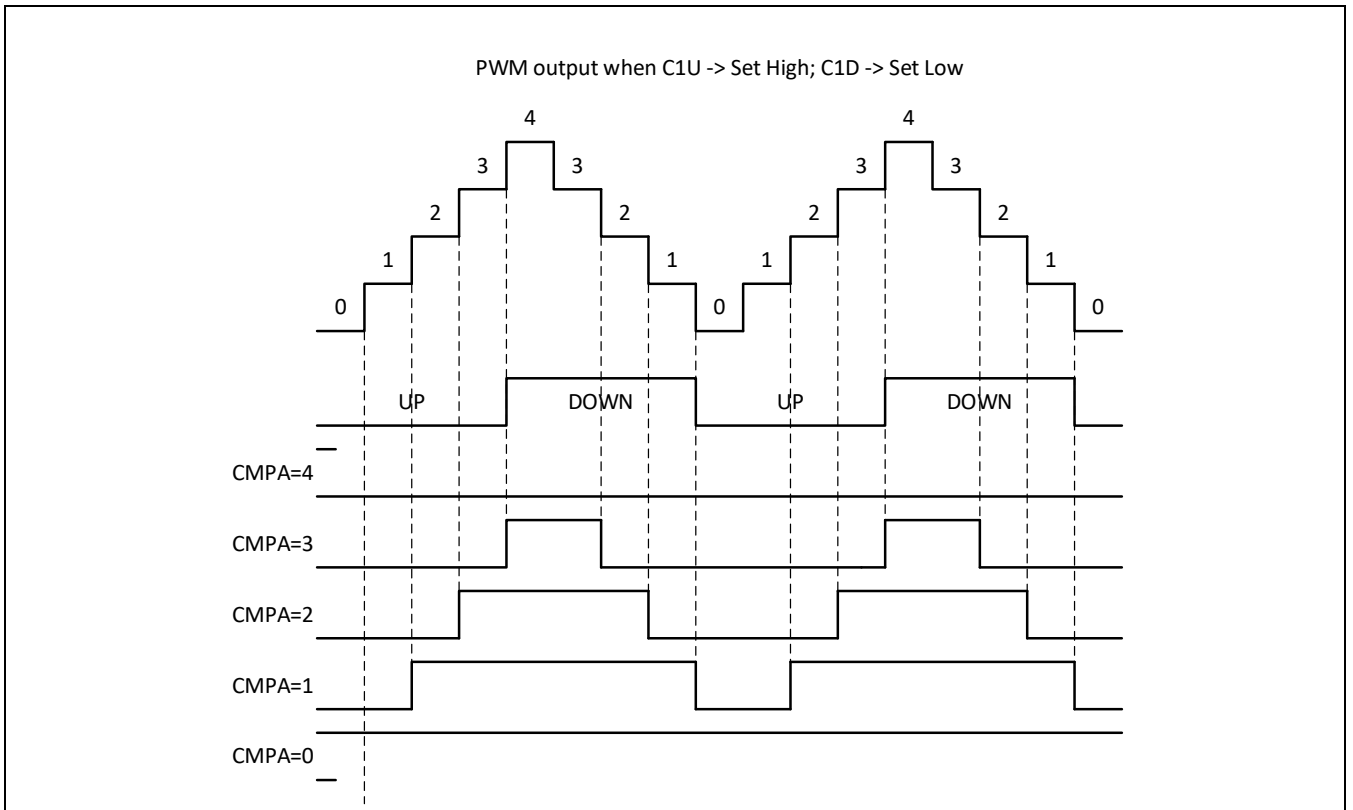 PWM output when C1U -> Set High; C1D -> Set Low
4 4
3 3 3 3
2 2 2 2
1 1 1 1
0 0 0
UP DOWN UP DOWN
CMPA=4
CMPA=3
CMPA=2
CMPA=1
CMPA=0